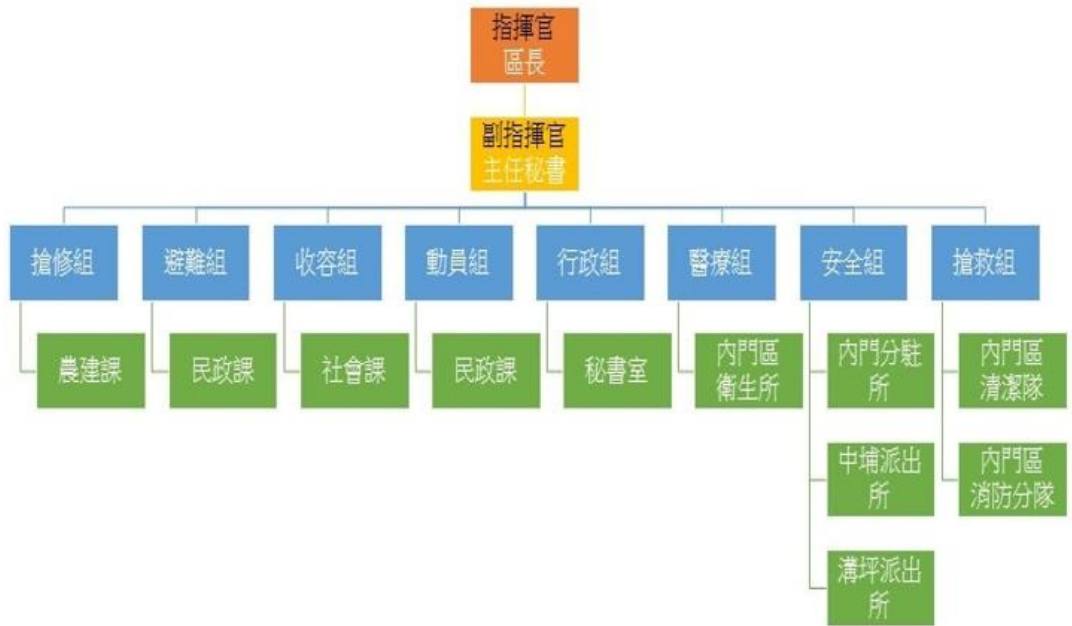 指揮官
區長
副指揮官
主任秘書
搶修組
避難組
收容組
動員組
行政組
醫療組
安全組
搶救組
農建課
民政課
社會課
民政課
秘書室
內門區
衛生所
內門分駐
所
內門區
清潔隊
中埔派出
所
內門區
消防分隊
溝坪派出
所